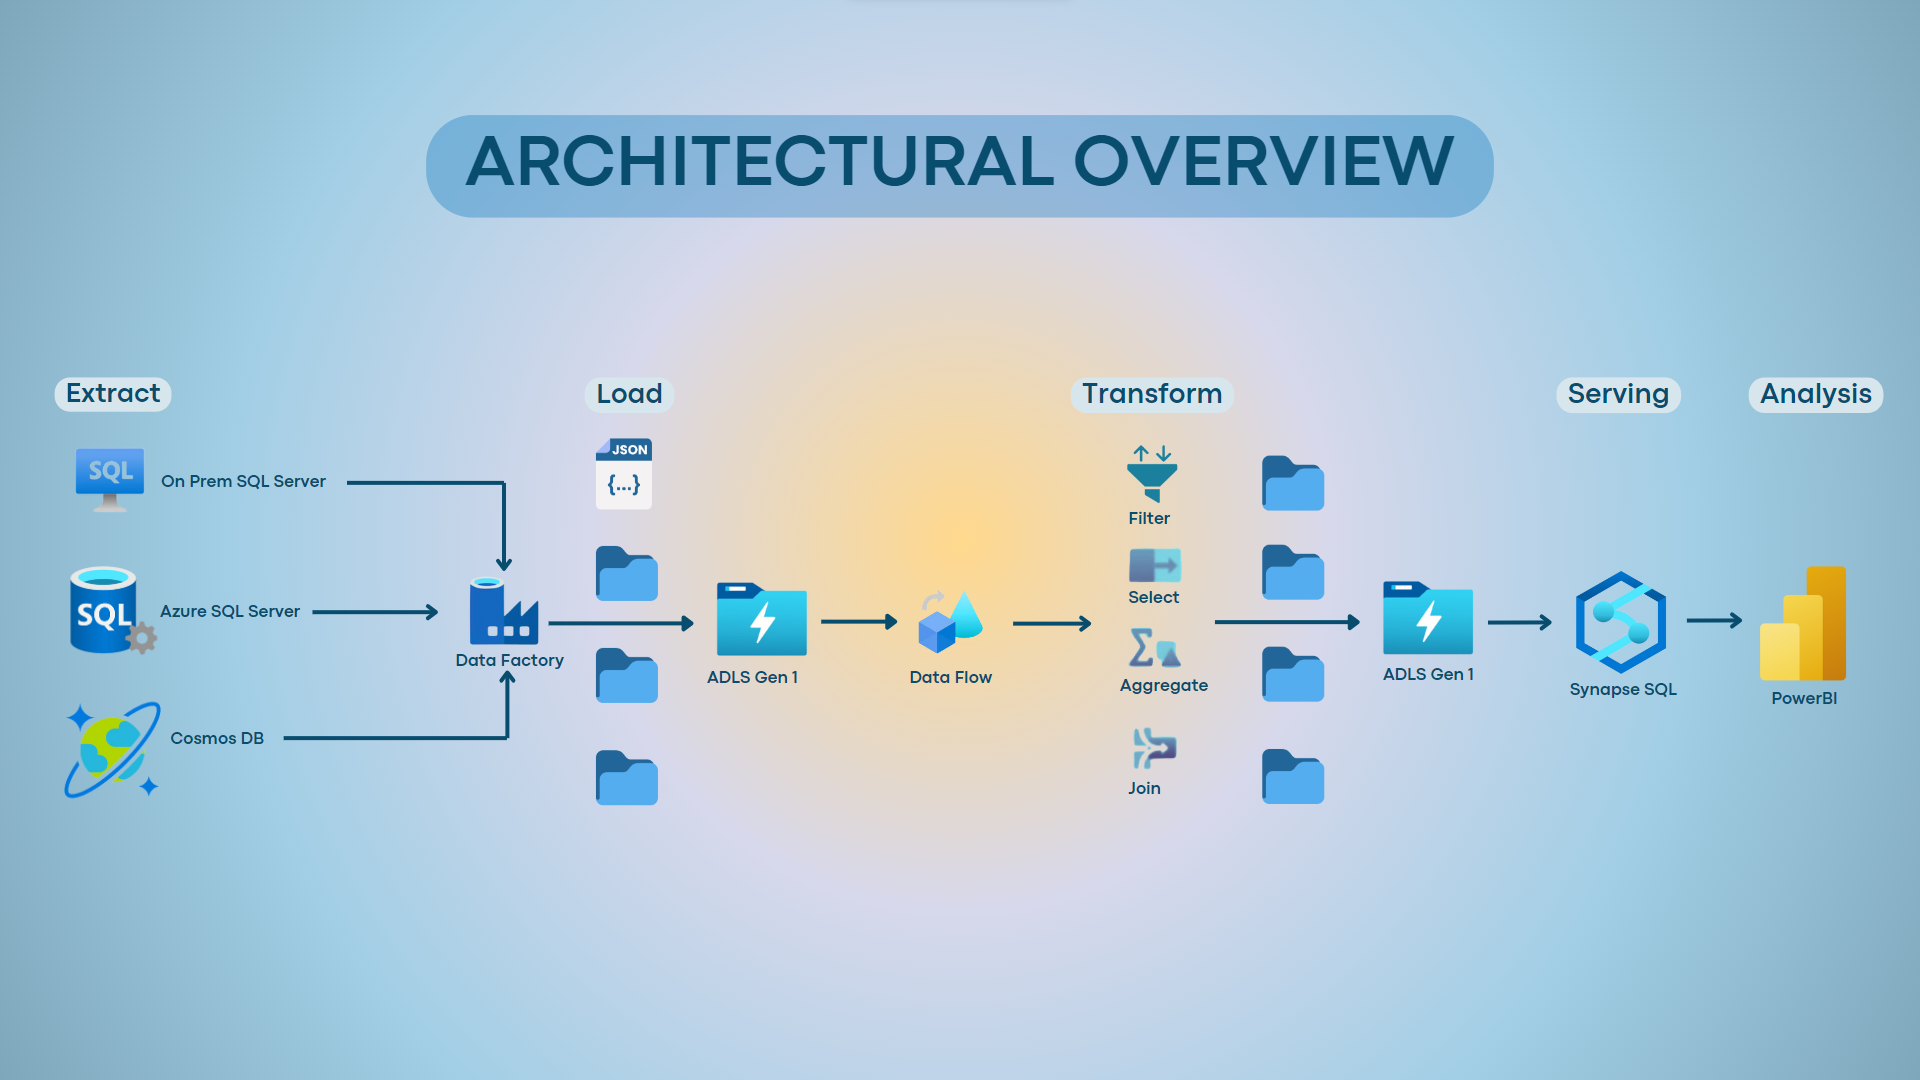 ARCHITECTURAL OVERVIEW
Extract
Load
Transform
Serving
Analysis
SQL
On Prem SQL Server
SQL
Azure SQL Server
Cosmos DB
Data Factory
JSON
{...}
ADLS Gen 1
Data Flow
Filter
Select
Aggregate
Join
ADLS Gen 1
Synapse SQL
PowerBI